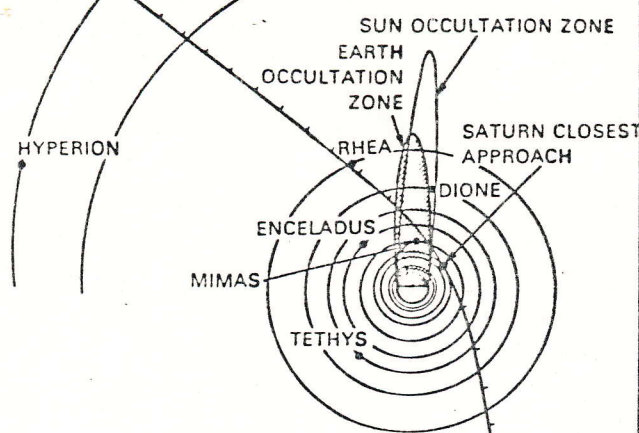 SUN OCCULTATION ZONE
EARTH
OCCULTATION
ZONE
HYPERION
RHEA
SATURN CLOSEST
APPROACH
DIONE
ENCELADUS
MIMAS
TETHYS